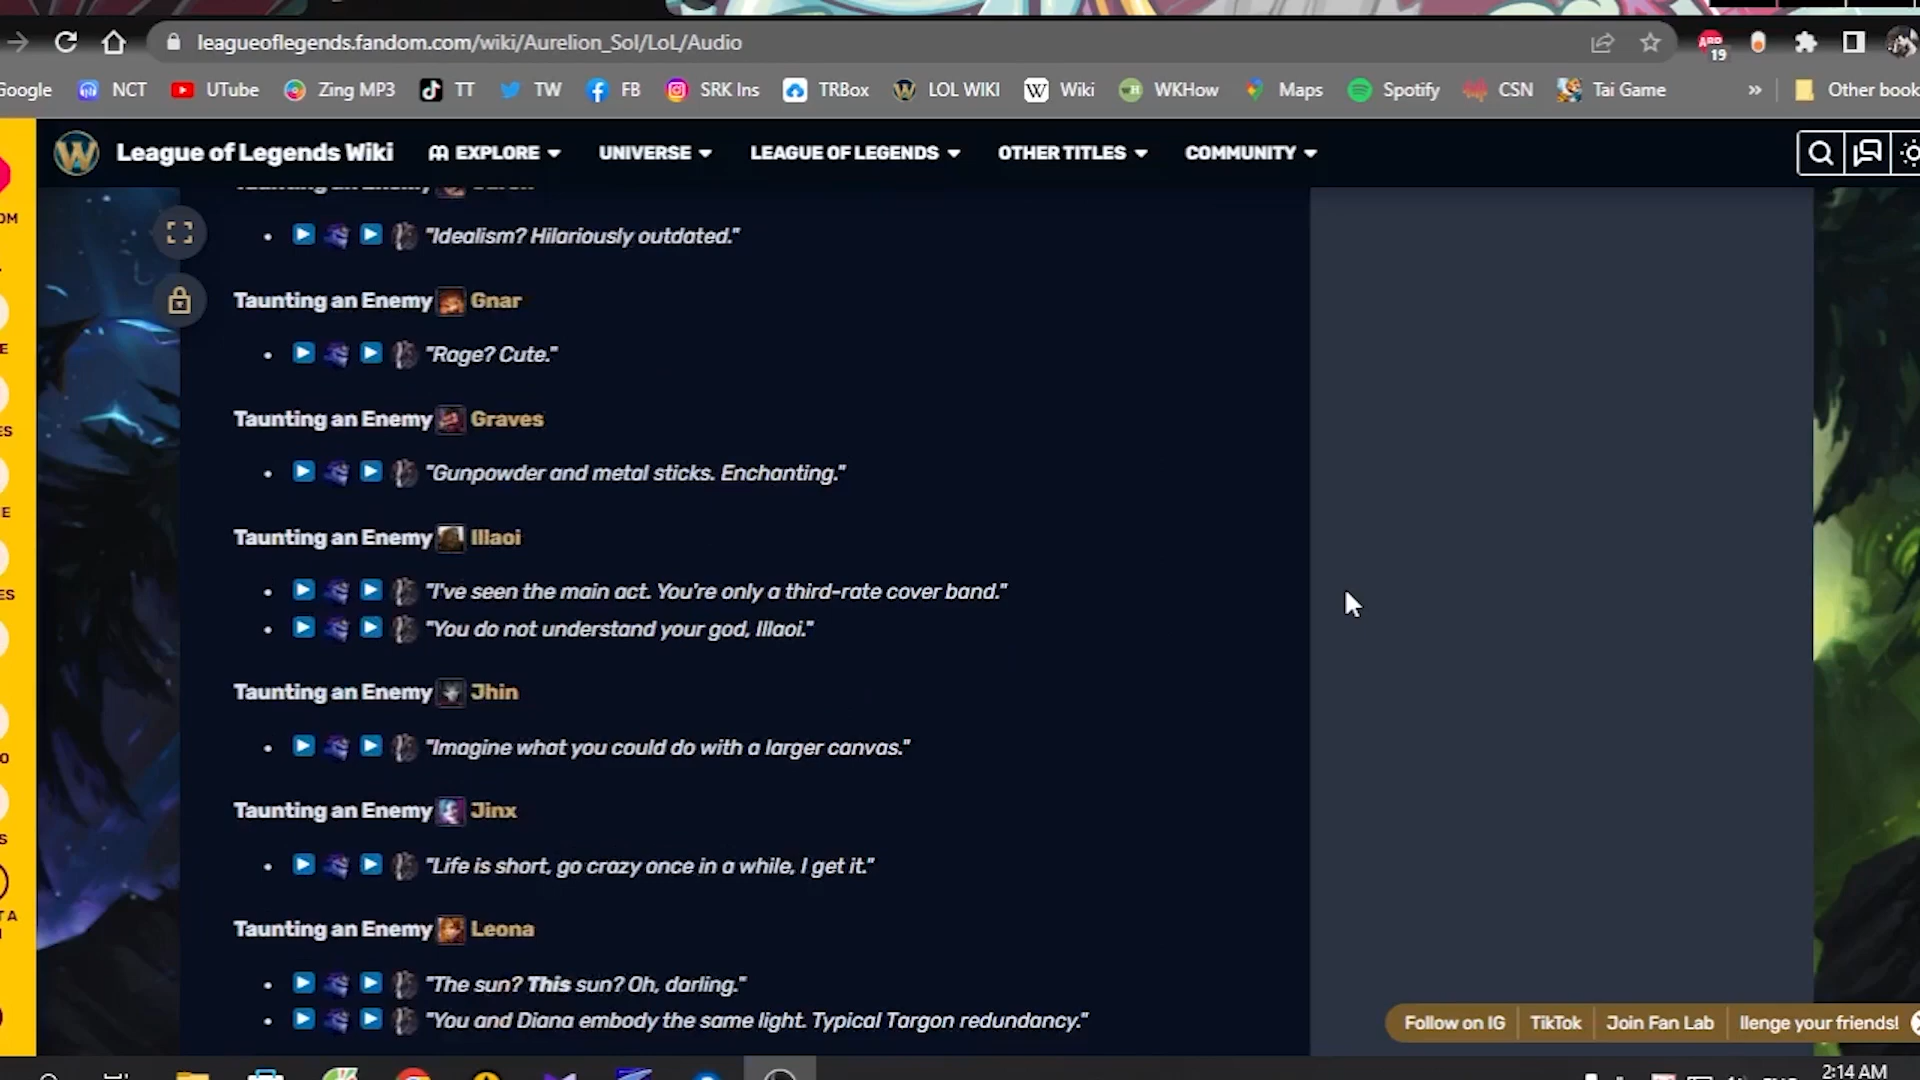 leagueoflegends.fandom.com/wiki/Aurelion_Sol/LoL/Audio
ABP
19
Google NCT UTube Zing MP3 TT TW FB SRK Ins TRBox LOL WIKI Wiki WKHow Maps Spotify CSN Tai Game » Other book
League of Legends Wiki EXPLORE UNIVERSE LEAGUE OF LEGENDS OTHER TITLES COMMUNITY
Taunting an Enemy
• "Idealism? Hilariously outdated."
Taunting an Enemy Gnar
• "Rage? Cute."
Taunting an Enemy Graves
• "Gunpowder and metal sticks. Enchanting."
Taunting an Enemy Illaoi
• "I've seen the main act. You're only a third-rate cover band."
• "You do not understand your god, Illaoi."
Taunting an Enemy Jhin
• "Imagine what you could do with a larger canvas."
Taunting an Enemy Jinx
• "Life is short, go crazy once in a while, I get it."
Taunting an Enemy Leona
• "The sun? This sun? Oh, darling."
• "You and Diana embody the same light. Typical Targon redundancy."
Follow on IG TikTok Join Fan Lab llenge your friends!
2:14 AM